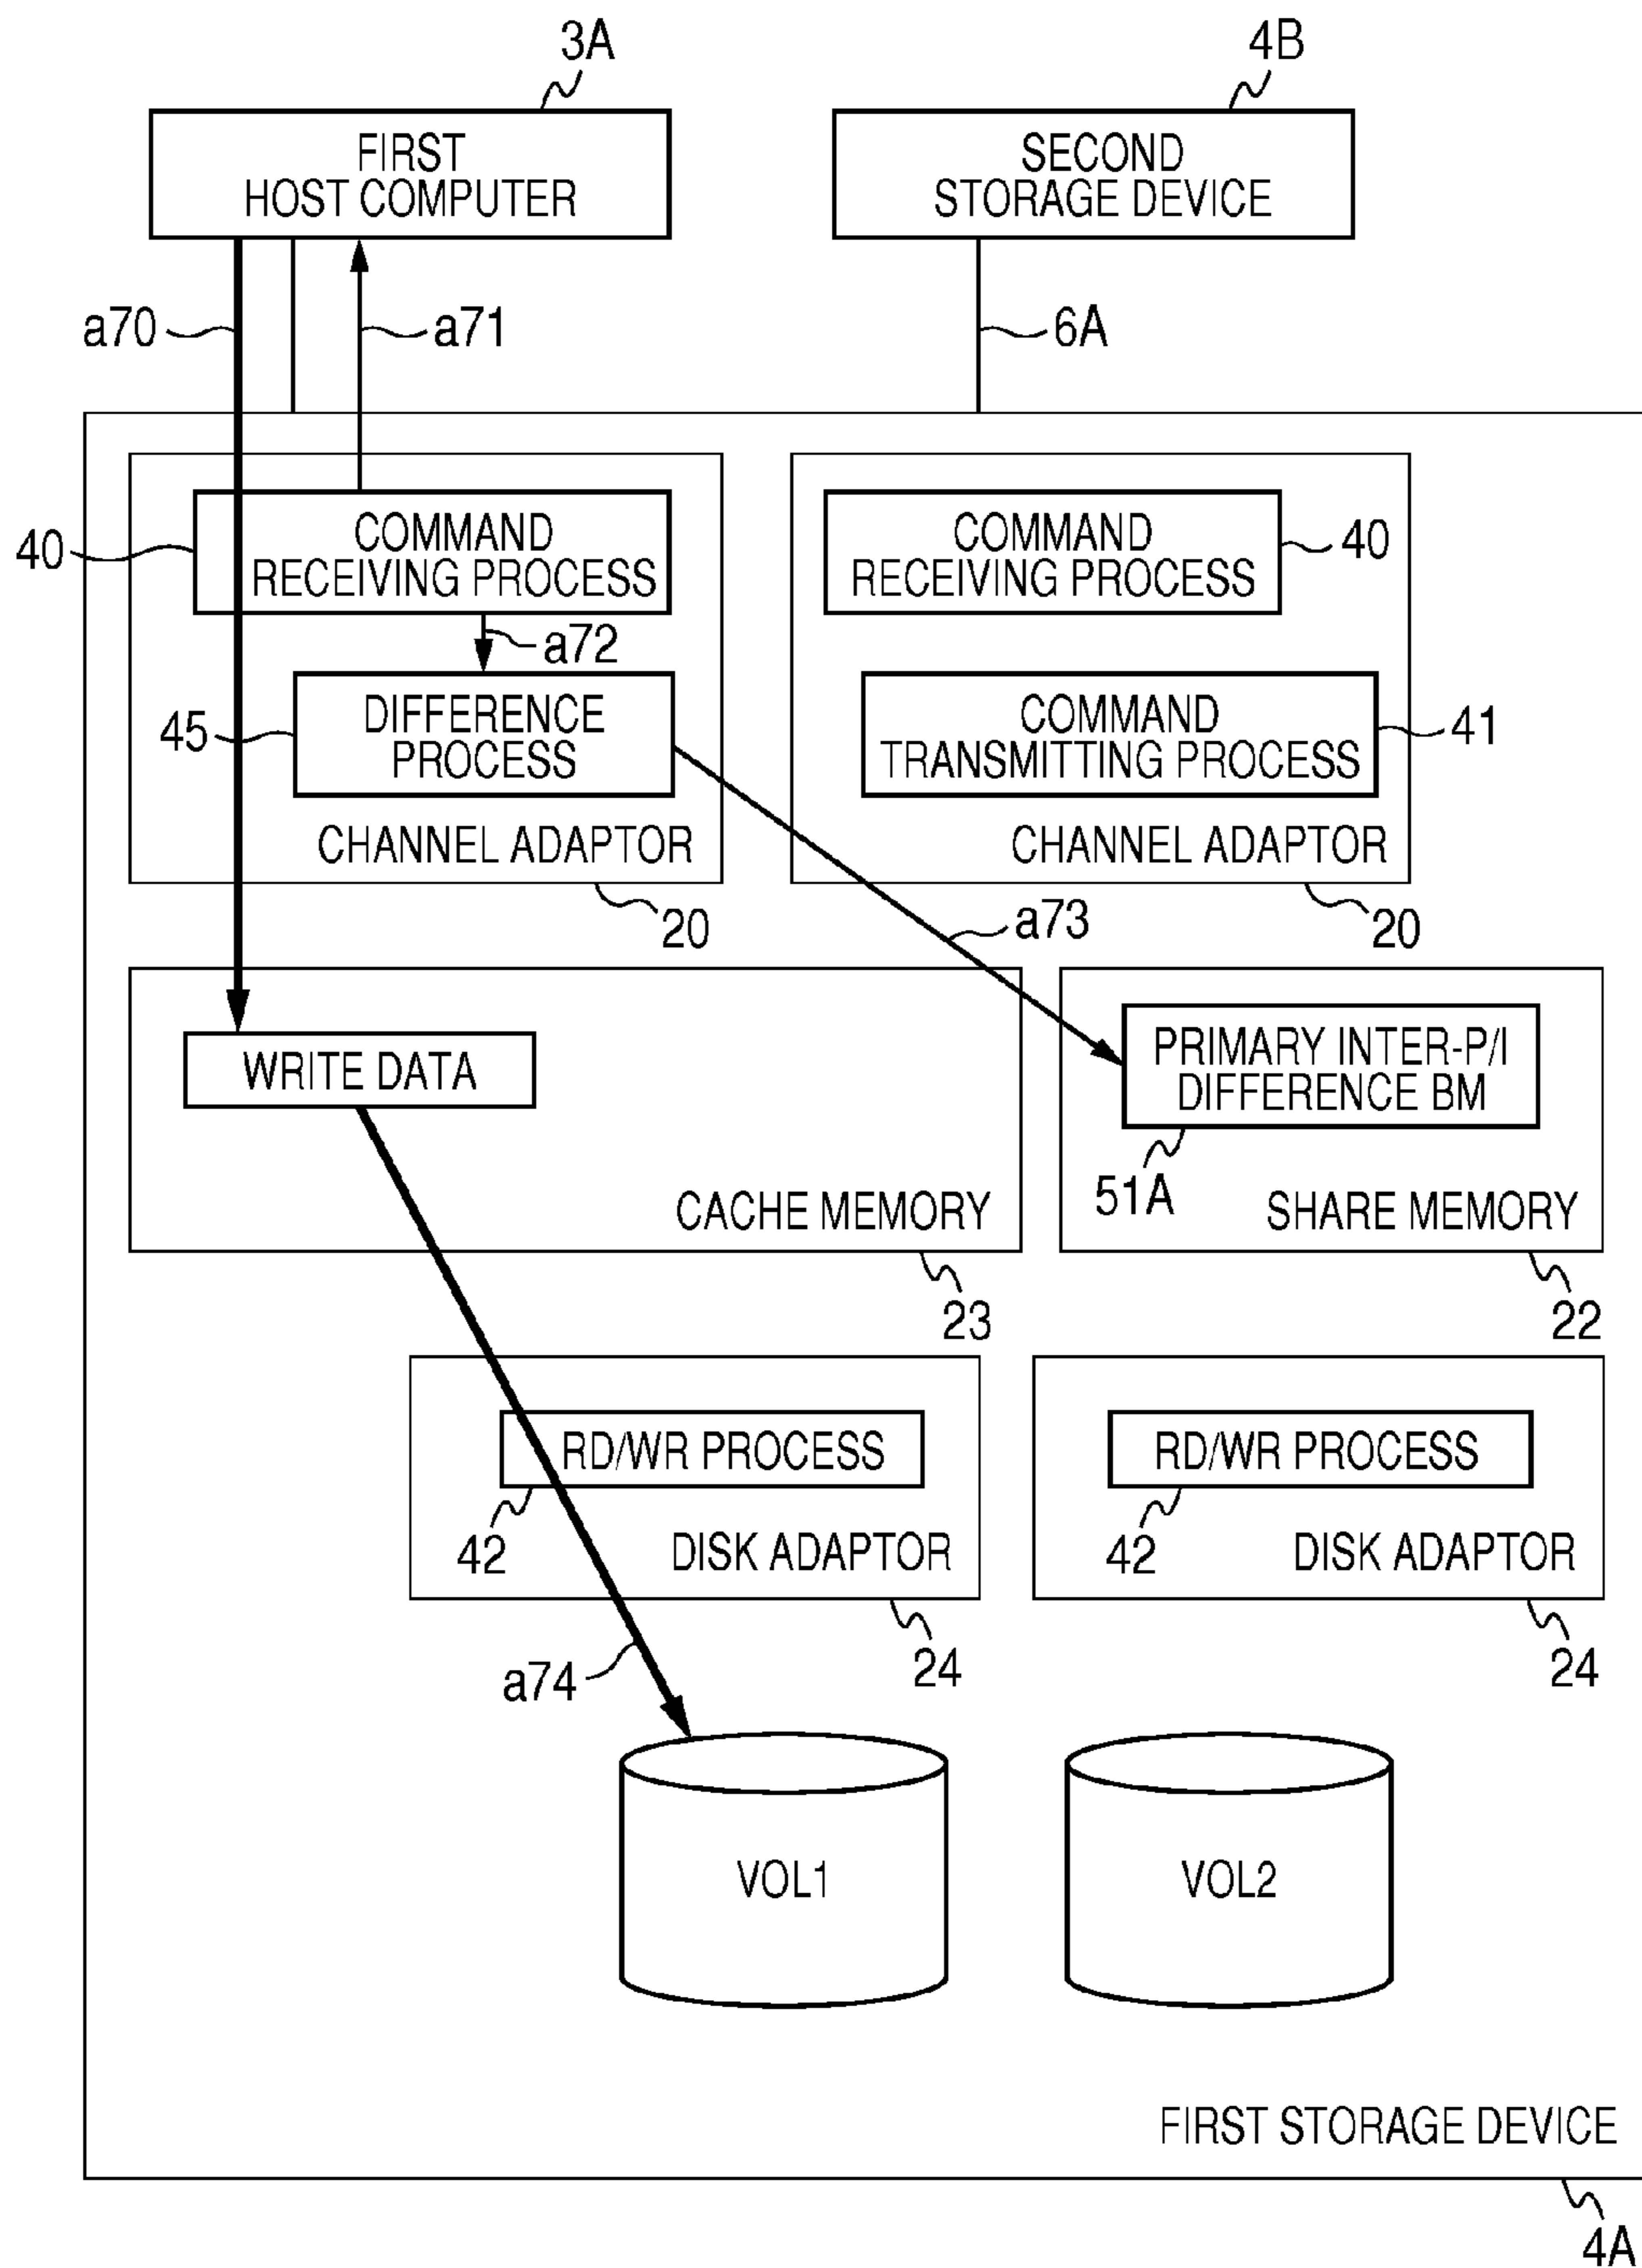 3A
4B
FIRST
HOST COMPUTER
SECOND
STORAGE DEVICE
a70
a71
6A
40
COMMAND
RECEIVING PROCESS
COMMAND
RECEIVING PROCESS
40
a72
45
DIFFERENCE
PROCESS
COMMAND
TRANSMITTING PROCESS
41
CHANNEL ADAPTOR
CHANNEL ADAPTOR
20
a73
20
WRITE DATA
PRIMARY INTER-P/I
DIFFERENCE BM
51A
CACHE MEMORY
SHARE MEMORY
23
22
RD/WR PROCESS
RD/WR PROCESS
42
DISK ADAPTOR
42
DISK ADAPTOR
a74
24
24
VOL1
VOL2
FIRST STORAGE DEVICE
4A